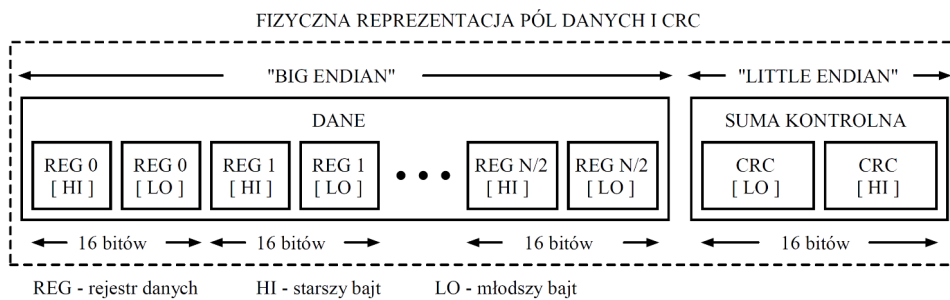 FIZYCZNA REPREZENTACJA PÓL DANYCH I CRC
"BIG ENDIAN" "LITTLE ENDIAN"
DANE SUMA KONTROLNA
REG 0 REG 0 REG 1 REG 1 REG N/2 REG N/2 CRC CRC
[ HI ] [ LO ] [ HI ] [ LO ] [ HI ] [ LO ] [ LO ] [ HI ]
16 bitów 16 bitów 16 bitów 16 bitów
REG - rejestr danych HI - starszy bajt LO - młodszy bajt